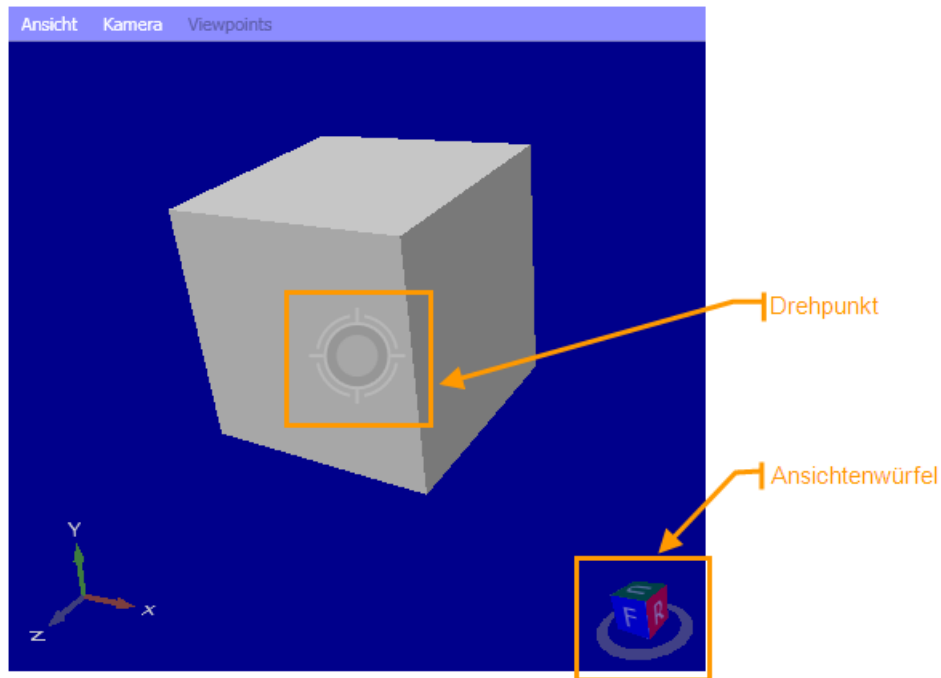 Ansicht Kamera Viewpoints
Drehpunkt
Ansichtenwürfel
Y
x
Z
U
F R